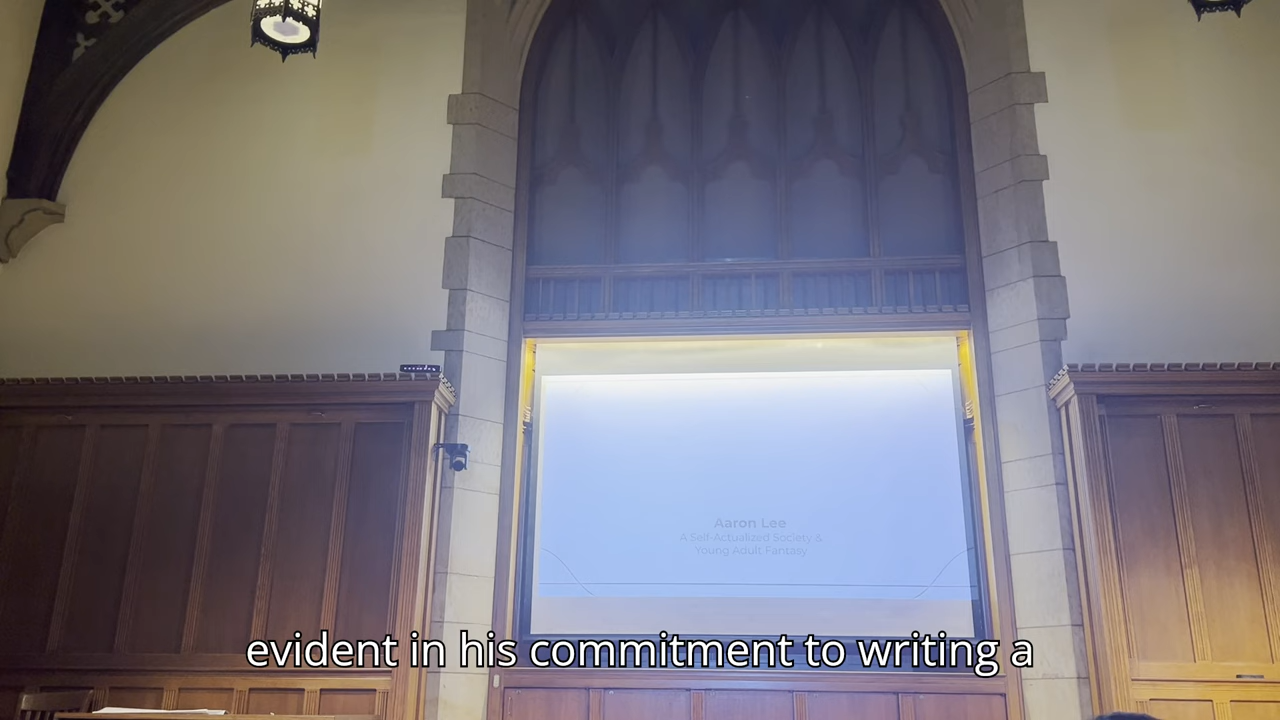 Aaron Lee
A Self-Actualized Society &
Young Adult Fantasy
evident in his commitment to writing a